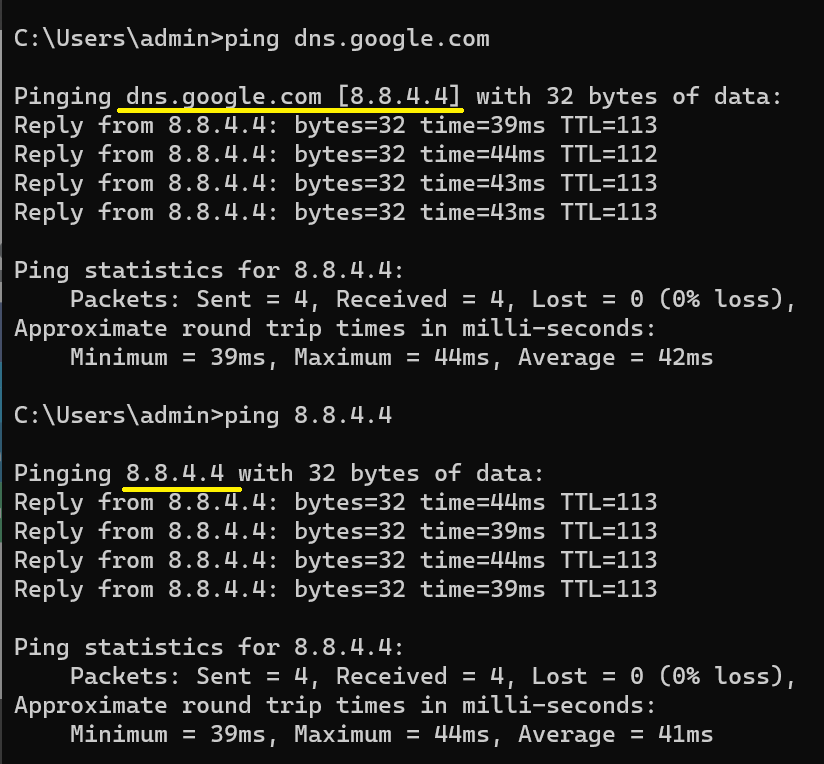 C:\Users\admin>ping dns.google.com
Pinging dns.google.com [8.8.4.4] with 32 bytes of data:
Reply from 8.8.4.4: bytes=32 time=39ms TTL=113
Reply from 8.8.4.4: bytes=32 time=44ms TTL=112
Reply from 8.8.4.4: bytes=32 time=43ms TTL=113
Reply from 8.8.4.4: bytes=32 time=43ms TTL=113
Ping statistics for 8.8.4.4:
    Packets: Sent = 4, Received = 4, Lost = 0 (0% loss),
Approximate round trip times in milli-seconds:
    Minimum = 39ms, Maximum = 44ms, Average = 42ms
C:\Users\admin>ping 8.8.4.4
Pinging 8.8.4.4 with 32 bytes of data:
Reply from 8.8.4.4: bytes=32 time=44ms TTL=113
Reply from 8.8.4.4: bytes=32 time=39ms TTL=113
Reply from 8.8.4.4: bytes=32 time=44ms TTL=113
Reply from 8.8.4.4: bytes=32 time=39ms TTL=113
Ping statistics for 8.8.4.4:
    Packets: Sent = 4, Received = 4, Lost = 0 (0% loss),
Approximate round trip times in milli-seconds:
    Minimum = 39ms, Maximum = 44ms, Average = 41ms